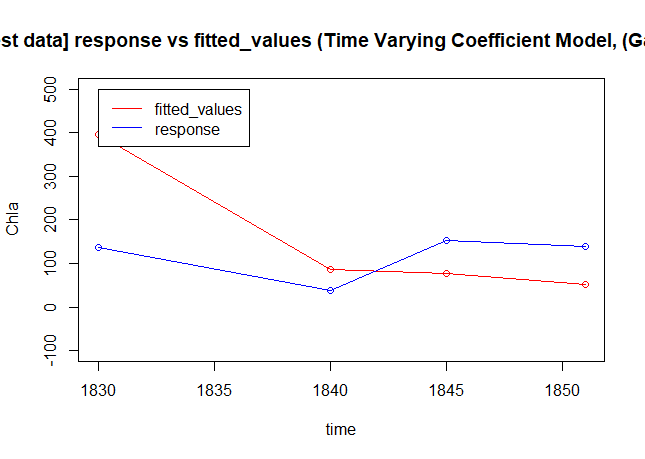 est data] response vs fitted_values (Time Varying Coefficient Model, (Ga
500
400
300
200
100
0
-100
Chla
fitted_values
response
1830 1835 1840 1845 1850
time